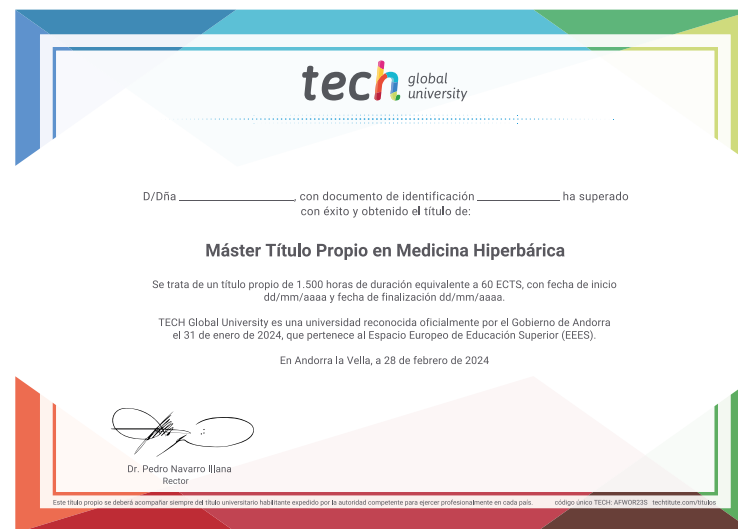 tech global university
D/Dña ____________, con documento de identificación ____________ ha superado
con éxito y obtenido el título de:
Máster Título Propio en Medicina Hiperbárica
Se trata de un título propio de 1.500 horas de duración equivalente a 60 ECTS, con fecha de inicio
dd/mm/aaaa y fecha de finalización dd/mm/aaaa.
TECH Global University es una universidad reconocida oficialmente por el Gobierno de Andorra
el 31 de enero de 2024, que pertenece al Espacio Europeo de Educación Superior (EEES).
En Andorra la Vella, a 28 de febrero de 2024
Dr. Pedro Navarro Illana
Rector
Este título propio se deberá acompañar siempre del título universitario habilitante expedido por la autoridad competente para ejercer profesionalmente en cada país. código único TECH: AFWOR23S techtitute.com/títulos